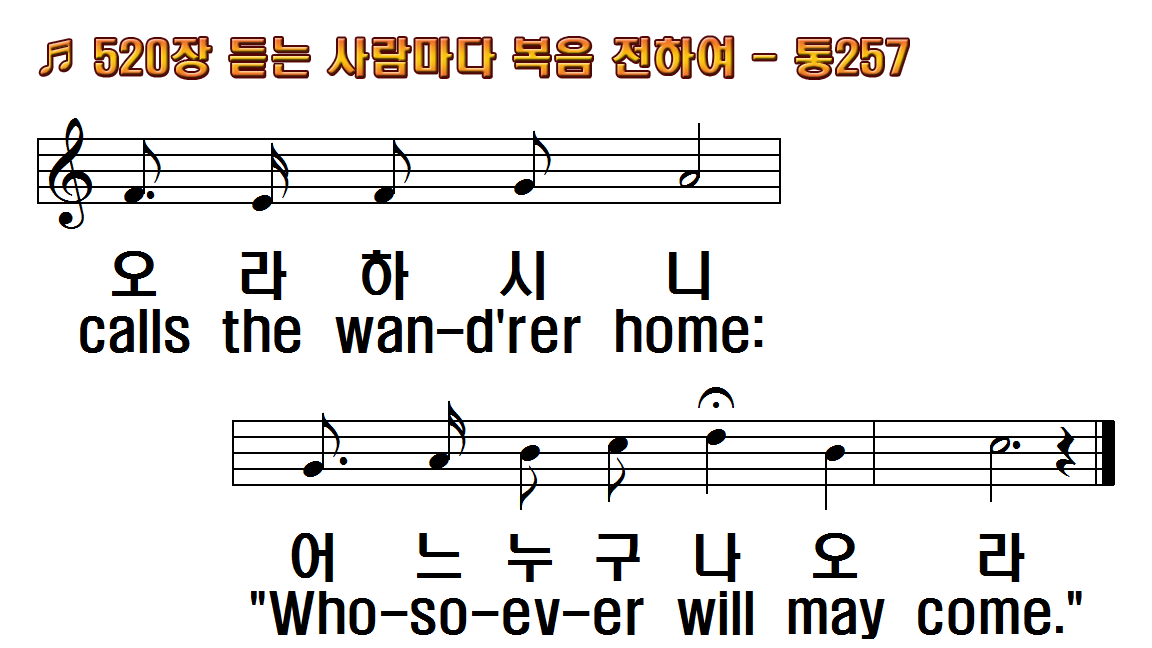 ♬ 520장 듣는 사람마다 복음 전하여 - 통257
오 라 하 시 니
calls the wan-d'rer home:
어 느 누 구 나 오 라
"Who-so-ev-er will may come."